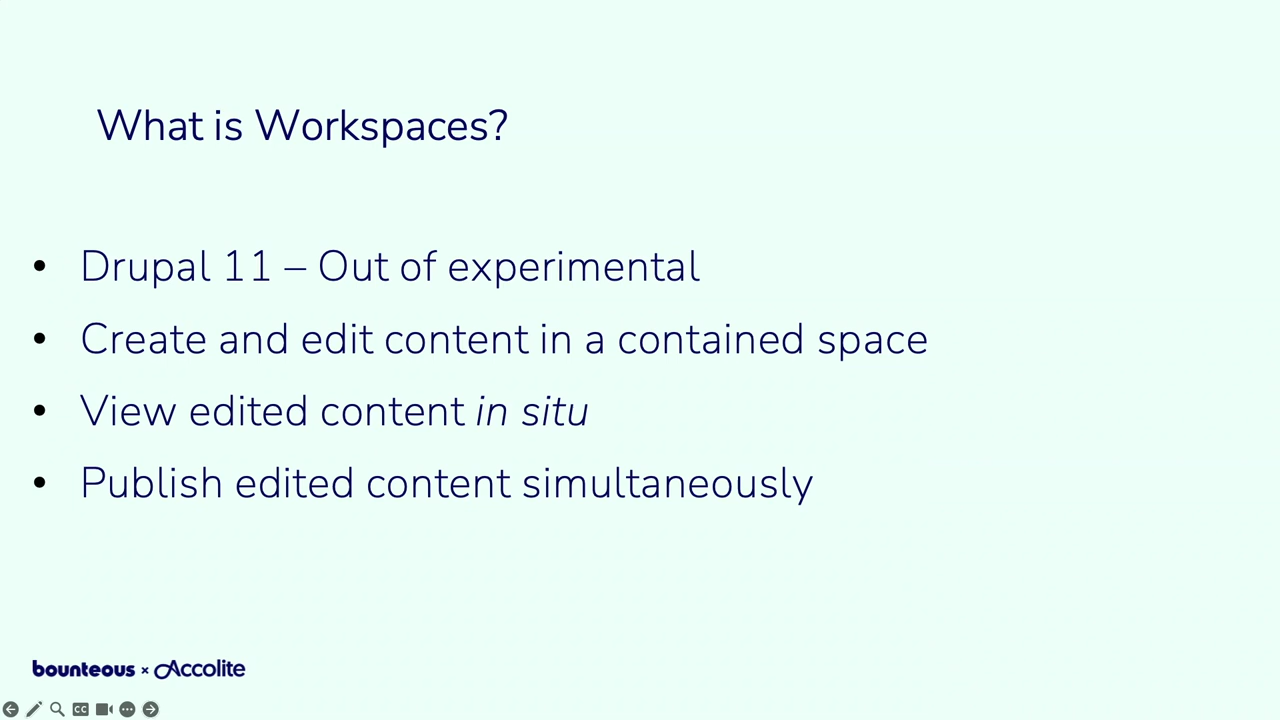 What is Workspaces?
• Drupal 11 – Out of experimental
• Create and edit content in a contained space
• View edited content in situ
• Publish edited content simultaneously
bounteous x Accolite
CC